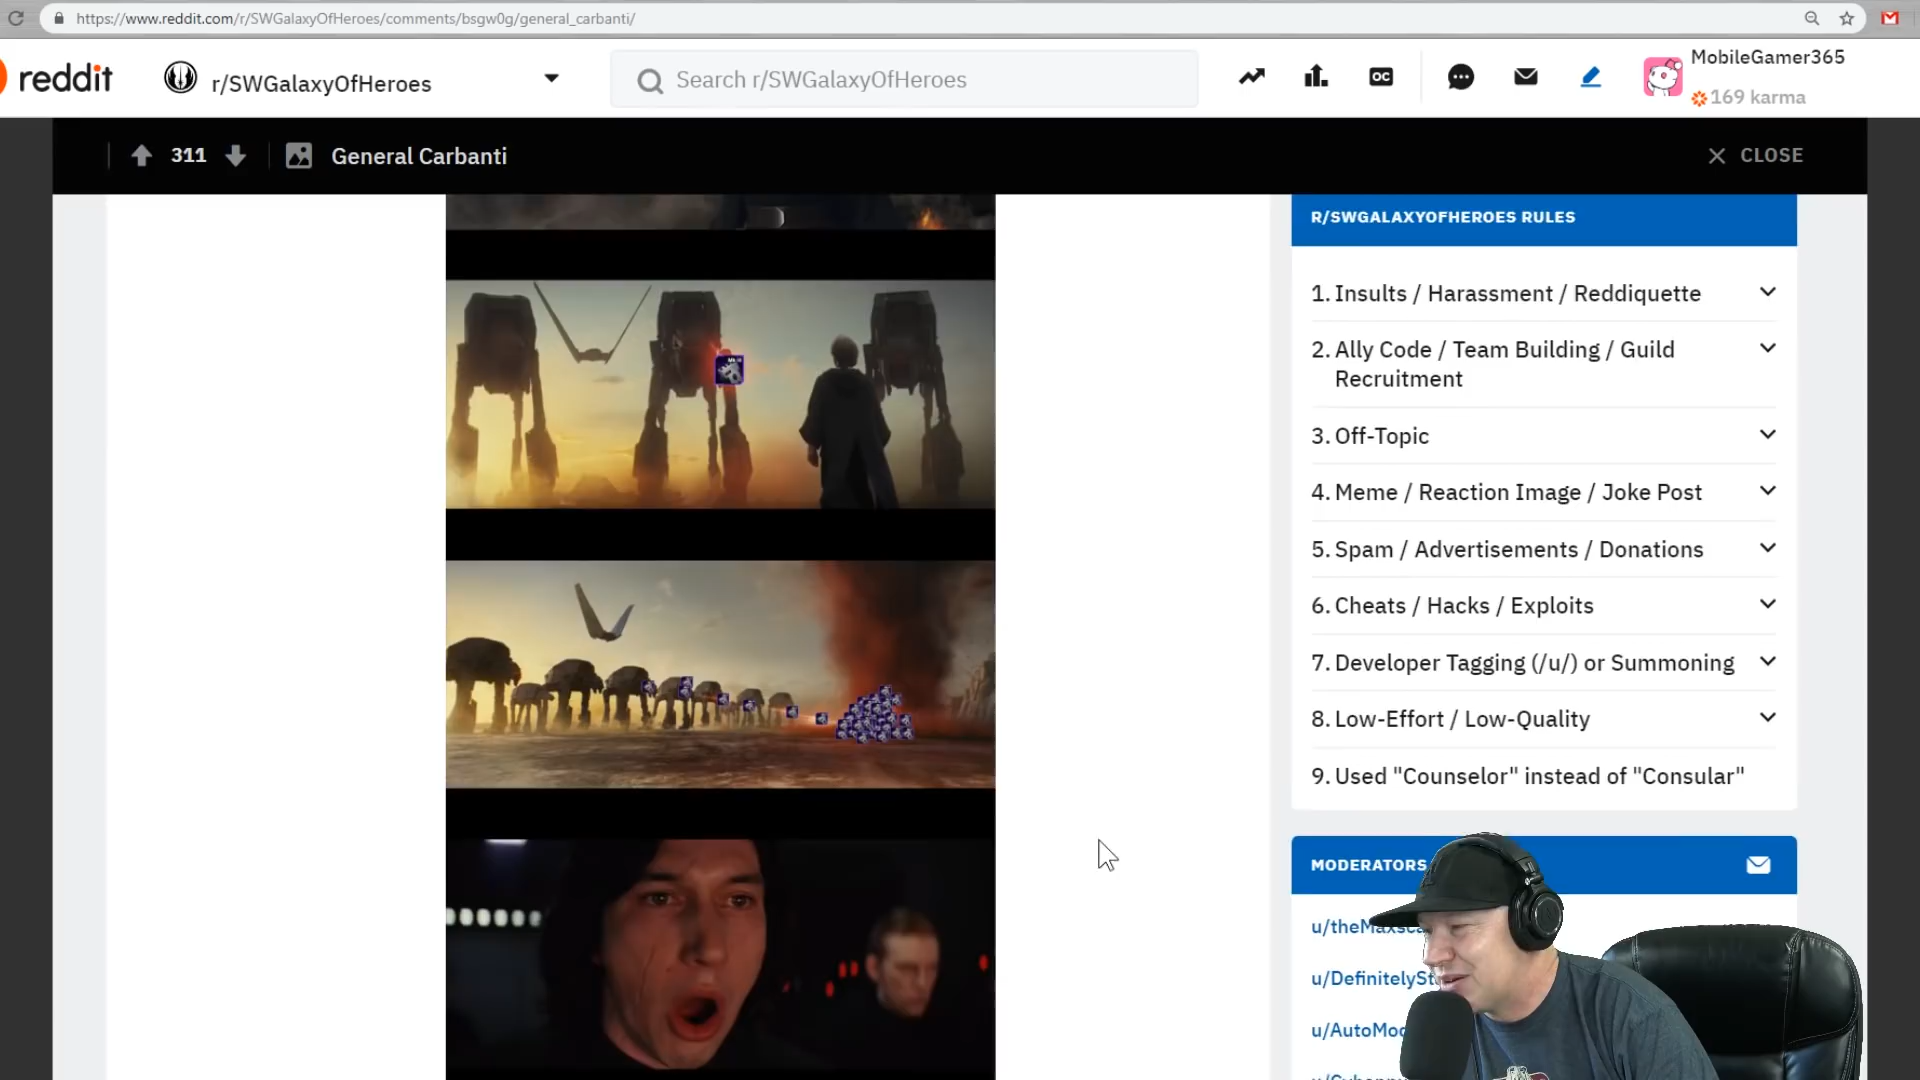 https://www.reddit.com/r/SWGalaxyOfHeroes/comments/bsgw0g/general_carbanti/
reddit
r/SWGalaxyOfHeroes
Search r/SWGalaxyOfHeroes
OC
MobileGamer365
169 karma
311
General Carbanti
CLOSE
R/SWGALAXYOFHEROES RULES
1. Insults / Harassment / Reddiquette
2. Ally Code / Team Building / Guild
Recruitment
3. Off-Topic
4. Meme / Reaction Image / Joke Post
5. Spam / Advertisements / Donations
6. Cheats / Hacks / Exploits
7. Developer Tagging (/u/) or Summoning
8. Low-Effort / Low-Quality
9. Used "Counselor" instead of "Consular"
MODERATORS